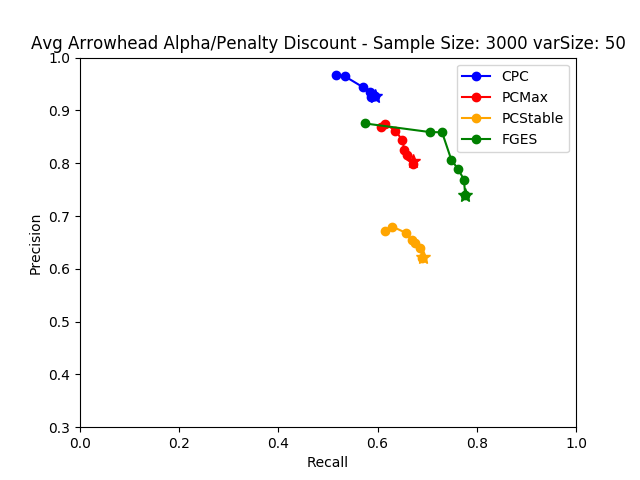 Avg Arrowhead Alpha/Penalty Discount - Sample Size: 3000 varSize: 50
1.0
0.9
0.8
0.7
0.6
0.5
0.4
0.3
Precision
CPC
PCMax
PCStable
FGES
0.0 0.2 0.4 0.6 0.8 1.0
Recall